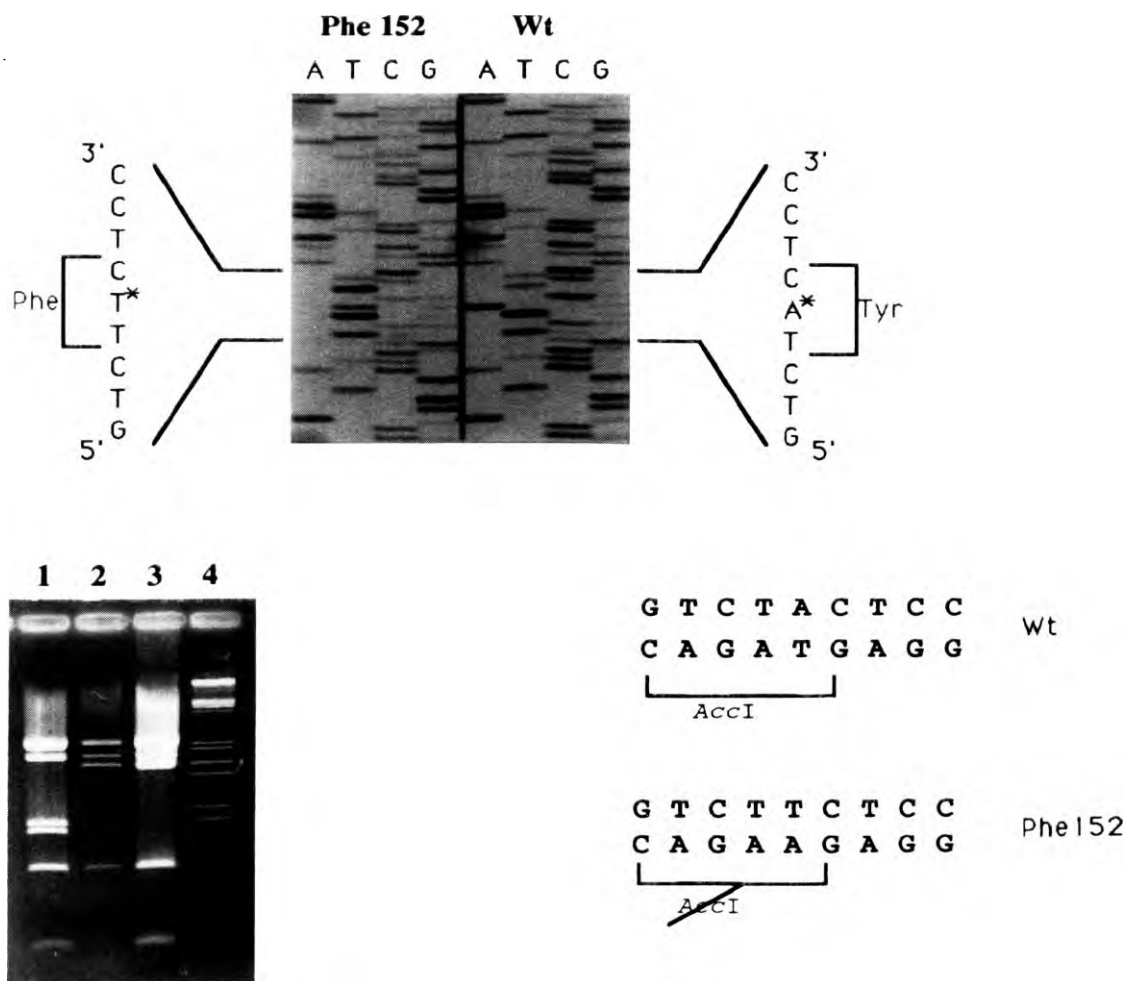 Phe 152 Wt
A T C G A T C G
3'
C
C
T
C
T*
T
C
T
G
5'
Phe
3'
C
C
T
C
A*
T
C
T
G
5'
Tyr
1 2 3 4
G T C T A C T C C
C A G A T G A G G
AccI
Wt
G T C T T C T C C
C A G A A G A G G
AccI
Phe152